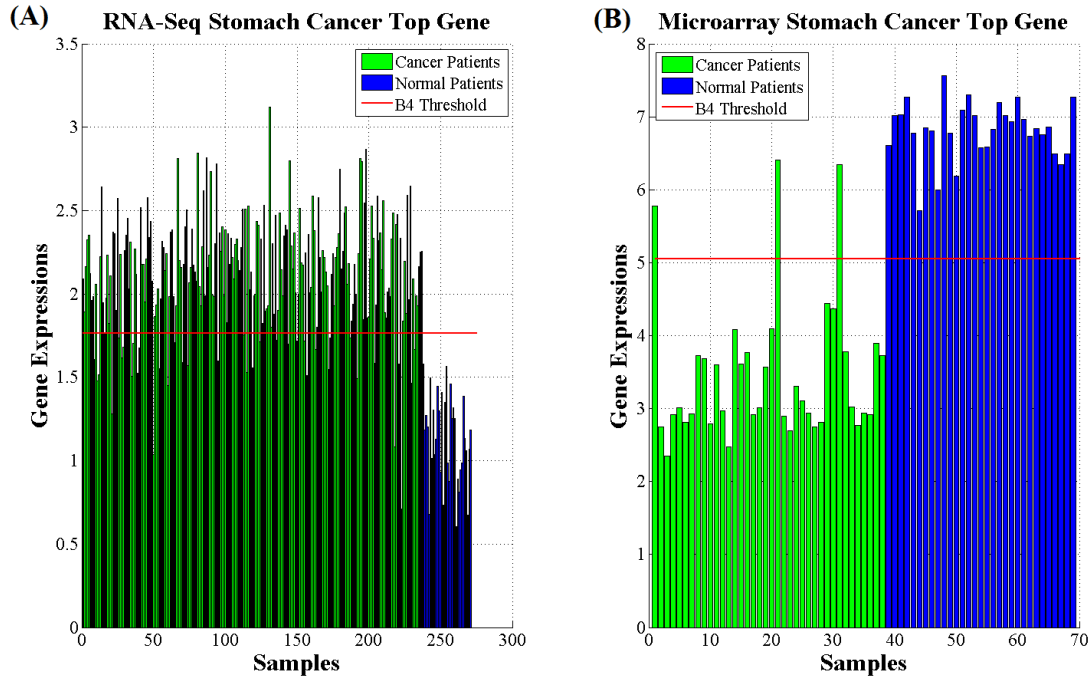 (A)
RNA-Seq Stomach Cancer Top Gene
3.5
3
2.5
2
1.5
1
0.5
0
Gene Expressions
Cancer Patients
Normal Patients
B4 Threshold
0 50 100 150 200 250 300
Samples
(B)
Microarray Stomach Cancer Top Gene
8
7
6
5
4
3
2
1
0
Gene Expressions
Cancer Patients
Normal Patients
B4 Threshold
0 10 20 30 40 50 60 70
Samples